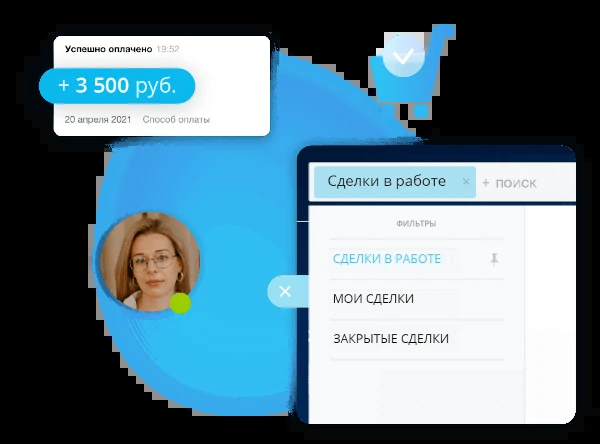 Успешно оплачено 19:52
+ 3 500 руб.
20 апреля 2021 Способ оплаты
Сделки в работе × + поиск
ФИЛЬТРЫ
СДЕЛКИ В РАБОТЕ
МОИ СДЕЛКИ
ЗАКРЫТЫЕ СДЕЛКИ